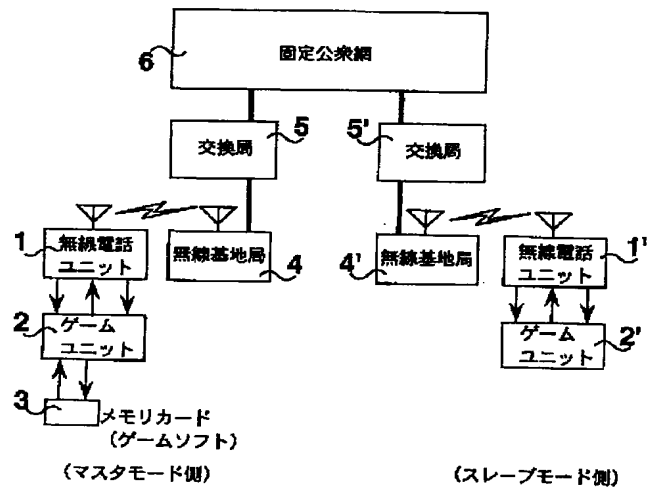 固定公衆網
6
交換局
5
交換局
5'
無線電話
ユニット
1
無線基地局
4
無線基地局
4'
無線電話
ユニット
1'
ゲーム
ユニット
2
ゲーム
ユニット
2'
3
メモリカード
(ゲームソフト)
(マスタモード側)
(スレーブモード側)